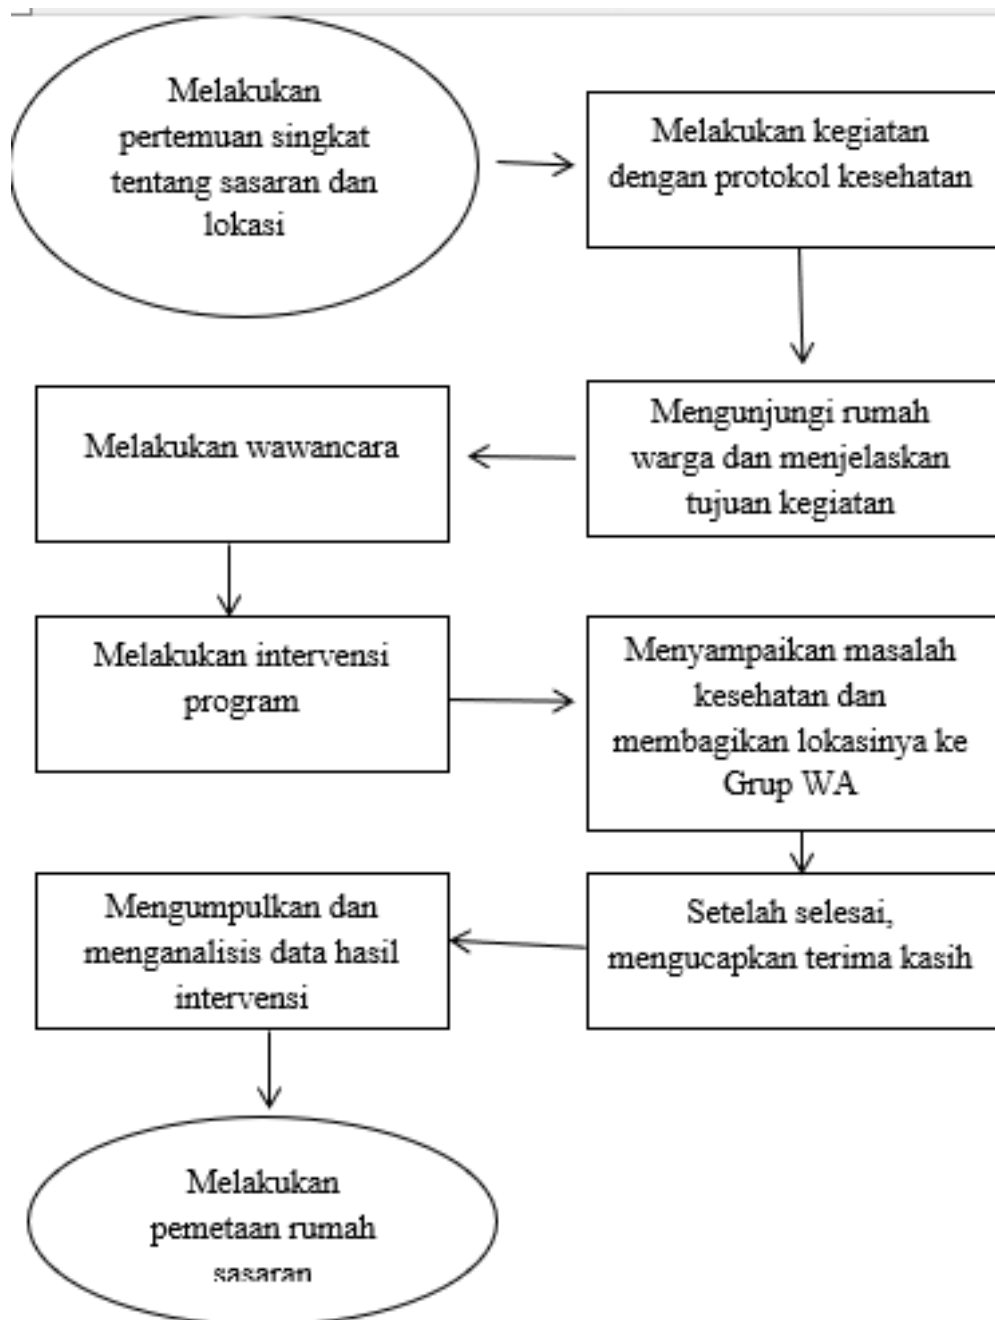 Melakukan
pertemuan singkat
tentang sasaran dan
lokasi
Melakukan kegiatan
dengan protokol kesehatan
Mengunjungi rumah
warga dan menjelaskan
tujuan kegiatan
Melakukan wawancara
Melakukan intervensi
program
Menyampaikan masalah
kesehatan dan
membagikan lokasinya ke
Grup WA
Setelah selesai,
mengucapkan terima kasih
Mengumpulkan dan
menganalisis data hasil
intervensi
Melakukan
pemetaan rumah
sasaran